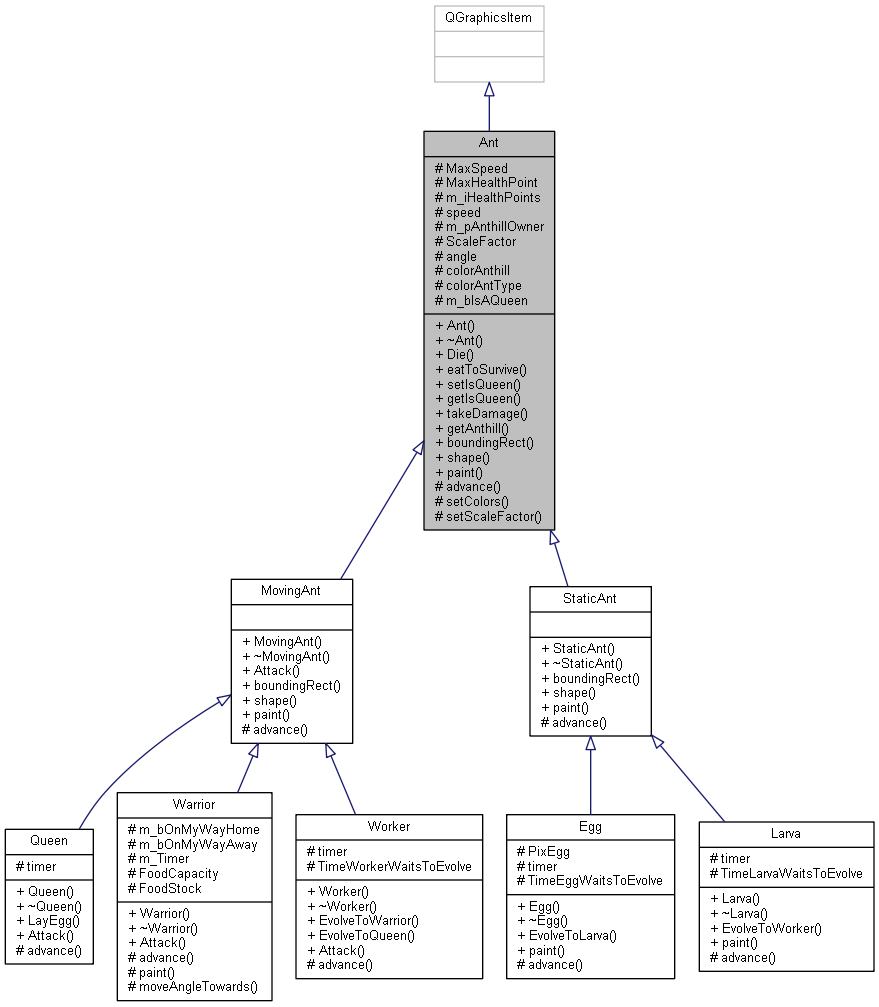 QGraphicsItem
Ant
# MaxSpeed
# MaxHealthPoint
# m_iHealthPoints
# speed
# m_pAnthillOwner
# ScaleFactor
# angle
# colorAnthill
# colorAntType
# m_bIsAQueen
+ Ant()
+ ~Ant()
+ Die()
+ eatToSurvive()
+ setIsQueen()
+ getIsQueen()
+ takeDamage()
+ getAnthill()
+ boundingRect()
+ shape()
+ paint()
# advance()
# setColors()
# setScaleFactor()
MovingAnt
+ MovingAnt()
+ ~MovingAnt()
+ Attack()
+ boundingRect()
+ shape()
+ paint()
# advance()
StaticAnt
+ StaticAnt()
+ ~StaticAnt()
+ boundingRect()
+ shape()
+ paint()
# advance()
Queen
# timer
+ Queen()
+ ~Queen()
+ LayEgg()
+ Attack()
# advance()
Warrior
# m_bOnMyWayHome
# m_bOnMyWayAway
# m_Timer
# FoodCapacity
# FoodStock
+ Warrior()
+ ~Warrior()
+ Attack()
# advance()
# paint()
# moveAngleTowards()
Worker
# timer
# TimeWorkerWaitsToEvolve
+ Worker()
+ ~Worker()
+ EvolveToWarrior()
+ EvolveToQueen()
+ Attack()
# advance()
Egg
# PixEgg
# timer
# TimeEggWaitsToEvolve
+ Egg()
+ ~Egg()
+ EvolveToLarva()
+ paint()
# advance()
Larva
# timer
# TimeLarvaWaitsToEvolve
+ Larva()
+ ~Larva()
+ EvolveToWorker()
+ paint()
# advance()